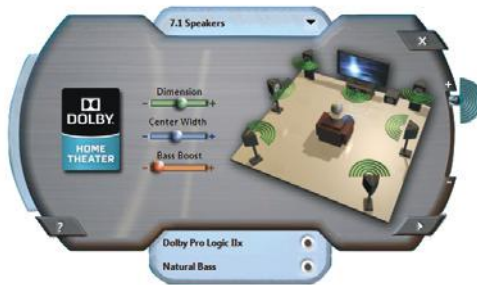 7.1 Speakers
X
DOLBY
HOME
THEATER
Dimension
- +
Center Width
- +
Bass Boost
- +
+
-
?
Dolby Pro Logic IIx
Natural Bass